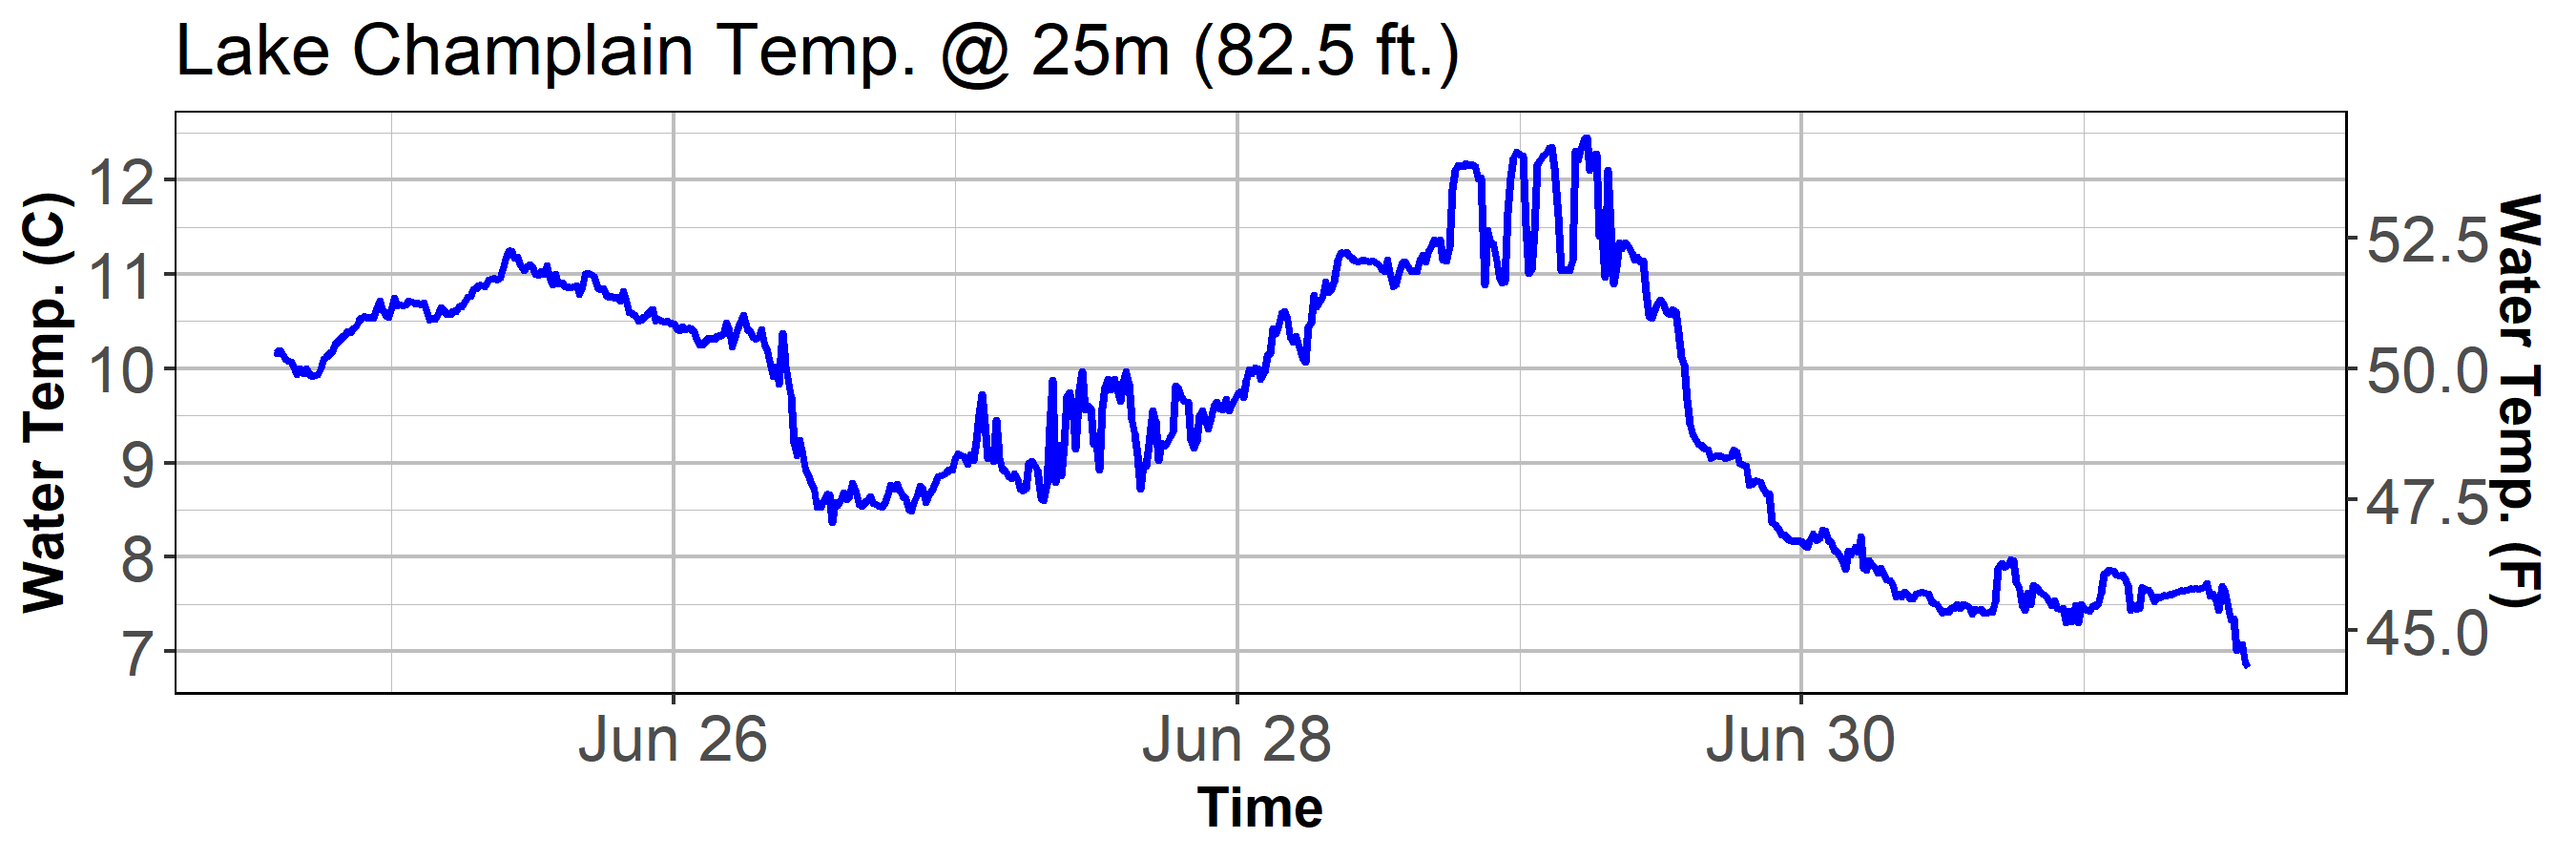 Lake Champlain Temp. @ 25m (82.5 ft.)
Water Temp. (C)
12
11
10
9
8
7
52.5
50.0
47.5
45.0
Water Temp. (F)
Jun 26 Jun 28 Jun 30
Time